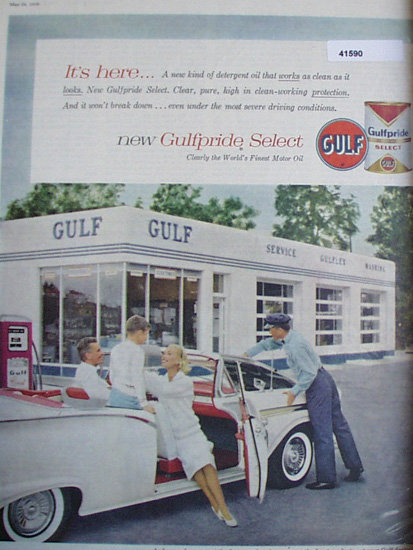 41590
It's here... A new kind of detergent oil that works as clean as it
looks. New Gulfpride Select. Clear, pure, high in clean-working protection.
And it won't break down ... even under the most severe driving conditions.
new Gulfpride Select
Clearly the World's Finest Motor Oil
GULF
Gulfpride
SELECT
GULF
GULF
GULF
SERVICE
GULFLEX
WASHING
Gulf